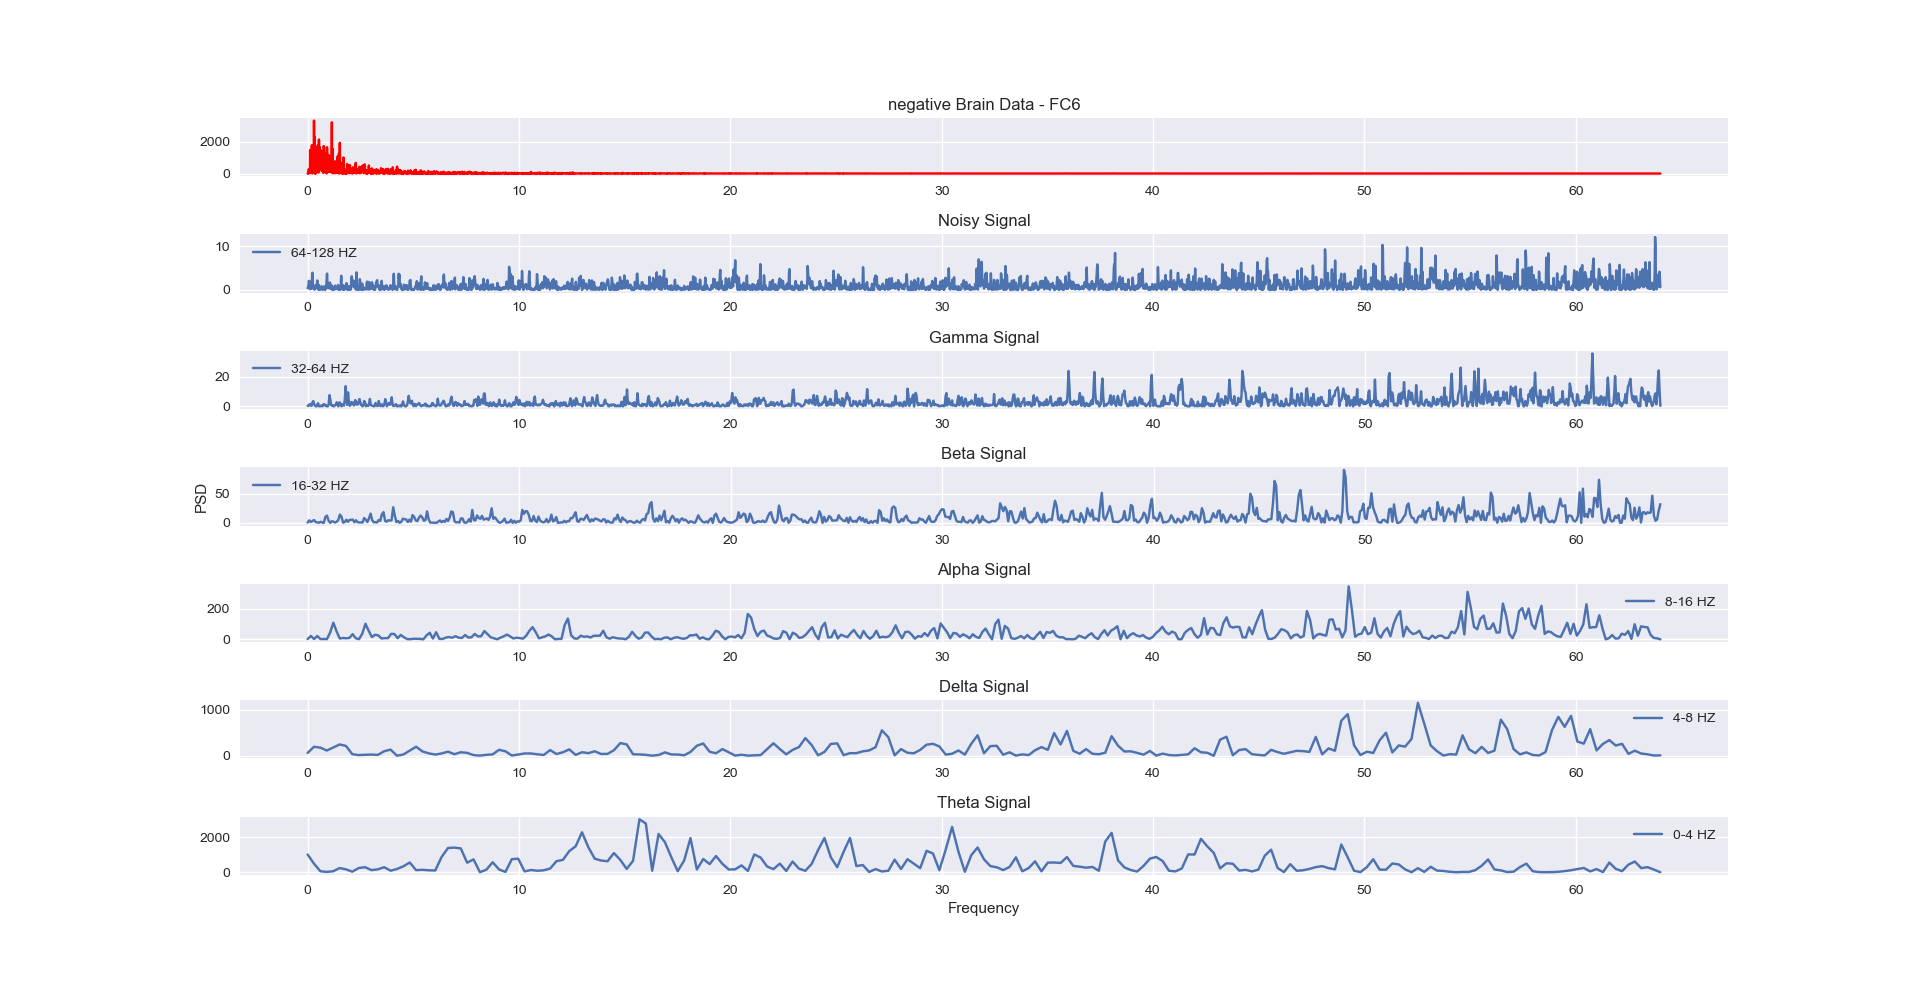 negative Brain Data - FC6
2000
0
0 10 20 30 40 50 60
Noisy Signal
64-128 HZ
10
0
0 10 20 30 40 50 60
Gamma Signal
32-64 HZ
20
0
0 10 20 30 40 50 60
Beta Signal
16-32 HZ
PSD
50
0
0 10 20 30 40 50 60
Alpha Signal
8-16 HZ
200
0
0 10 20 30 40 50 60
Delta Signal
4-8 HZ
1000
0
0 10 20 30 40 50 60
Theta Signal
0-4 HZ
2000
0
0 10 20 30 40 50 60
Frequency